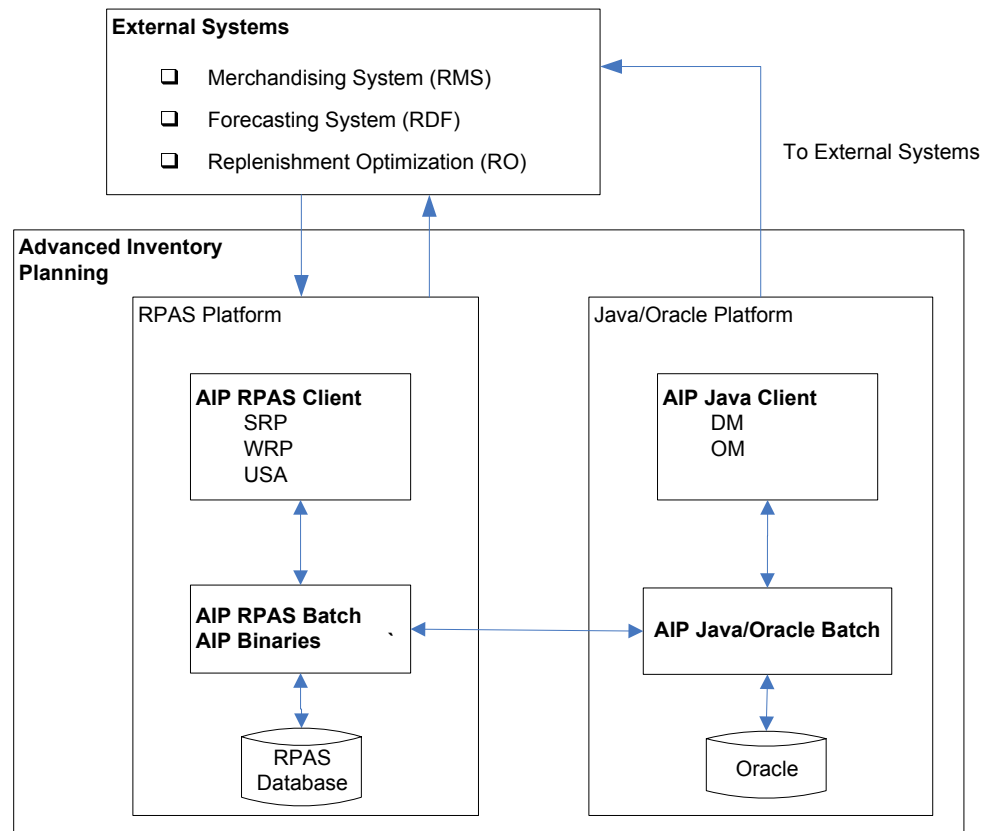 External Systems
❑ Merchandising System (RMS)
❑ Forecasting System (RDF)
❑ Replenishment Optimization (RO)
To External Systems
Advanced Inventory
Planning
RPAS Platform
AIP RPAS Client
SRP
WRP
USA
AIP RPAS Batch
AIP Binaries `
RPAS
Database
Java/Oracle Platform
AIP Java Client
DM
OM
AIP Java/Oracle Batch
Oracle